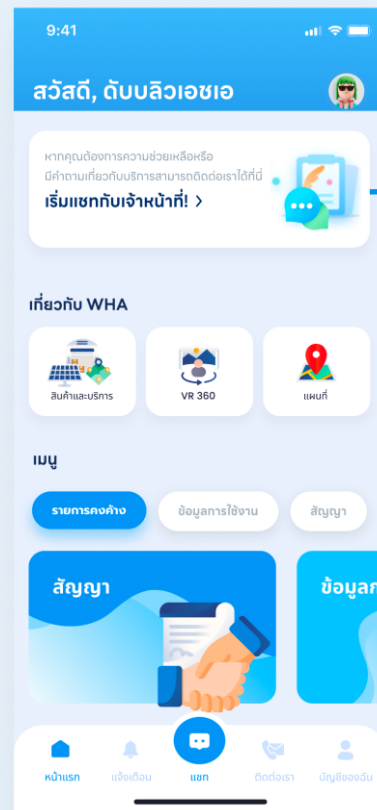 9:41
สวัสดี, ดับบลิวเอชเอ
หากคุณต้องการความช่วยเหลือหรือ
มีคำถามเกี่ยวกับบริการสามารถติดต่อเราได้ที่นี่
เริ่มแชทกับเจ้าหน้าที่! >
เกี่ยวกับ WHA
สินค้าและบริการ
VR 360
แผนที่
เมนู
รายการคงค้าง
ข้อมูลการใช้งาน
สัญญา
สัญญา
ข้อมูลก
หน้าแรก
แจ้งเตือน
แชท
ติดต่อเรา
บัญชีของฉัน